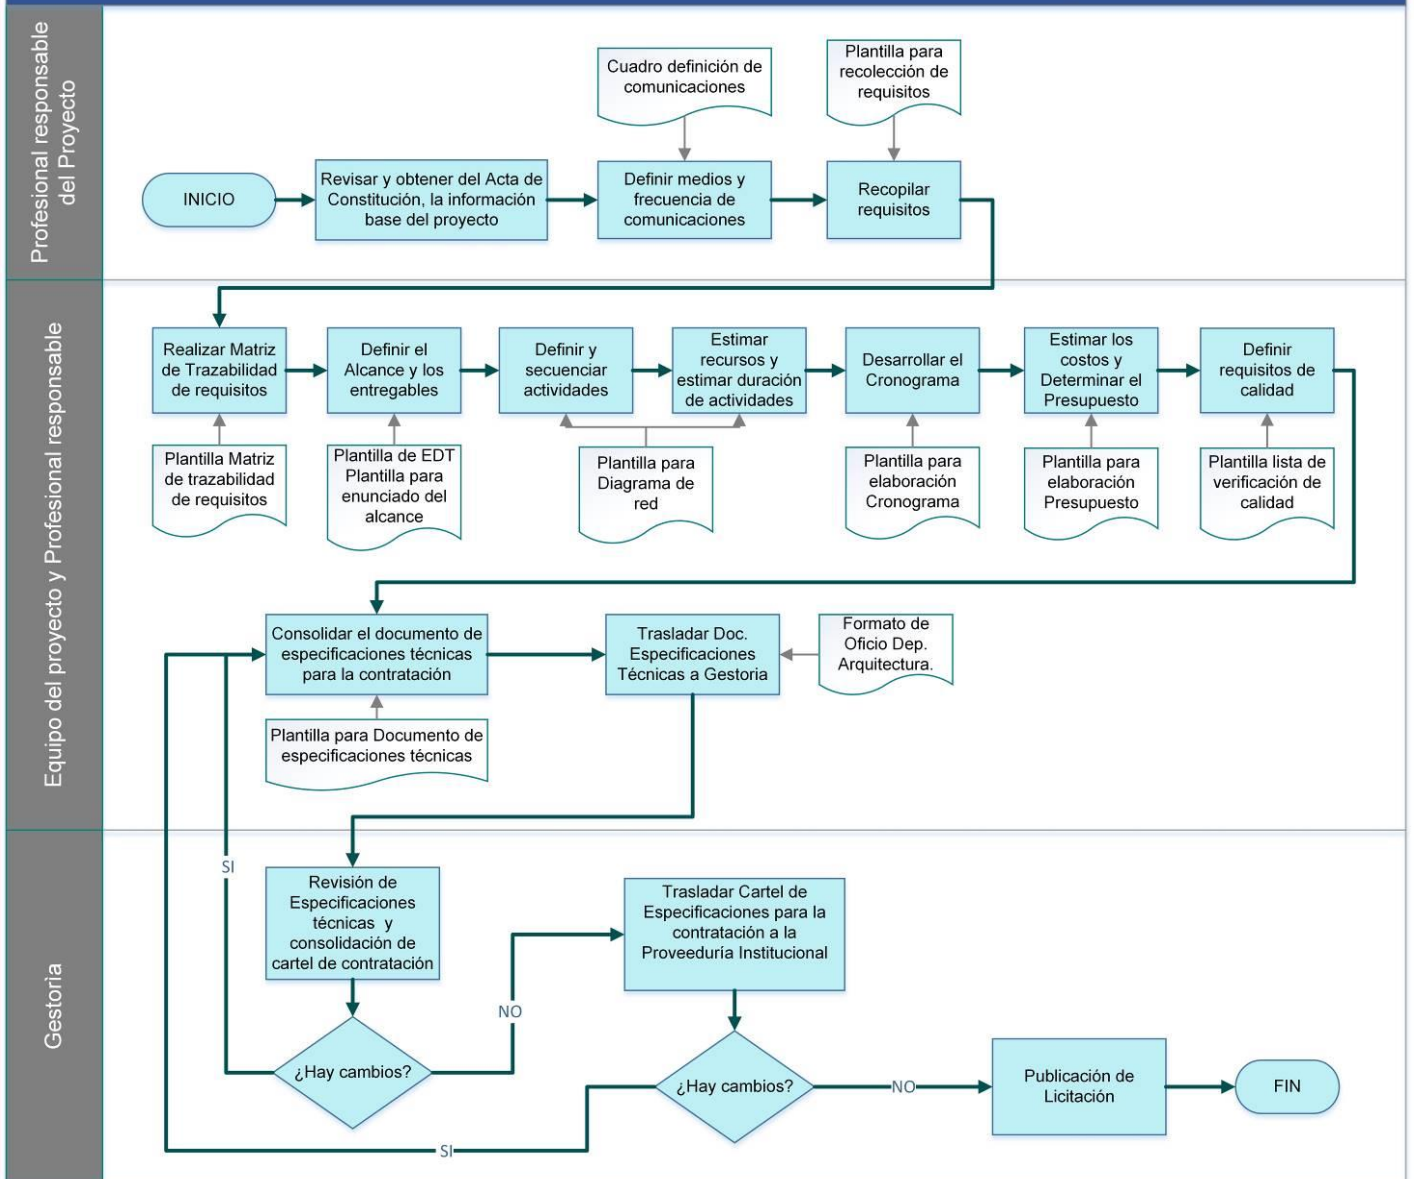 Profesional responsable
del Proyecto
Cuadro definición de
comunicaciones
Plantilla para
recolección de
requisitos
INICIO
Revisar y obtener del Acta de
Constitución, la información
base del proyecto
Definir medios y
frecuencia de
comunicaciones
Recopilar
requisitos
Equipo del proyecto y Profesional responsable
Realizar Matriz
de Trazabilidad
de requisitos
Definir el
Alcance y los
entregables
Definir y
secuenciar
actividades
Estimar
recursos y
estimar duración
de actividades
Desarrollar el
Cronograma
Estimar los
costos y
Determinar el
Presupuesto
Definir
requisitos de
calidad
Plantilla Matriz
de trazabilidad
de requisitos
Plantilla de EDT
Plantilla para
enunciado del
alcance
Plantilla para
Diagrama de
red
Plantilla para
elaboración
Cronograma
Plantilla para
elaboración
Presupuesto
Plantilla lista de
verificación de
calidad
Consolidar el documento de
especificaciones técnicas
para la contratación
Trasladar Doc.
Especificaciones
Técnicas a Gestoria
Formato de
Oficio Dep.
Arquitectura.
Plantilla para Documento de
especificaciones técnicas
Gestorìa
SI
Revisión de
Especificaciones
técnicas y
consolidación de
cartel de contratación
Trasladar Cartel de
Especificaciones para la
contratación a la
Proveeduría Institucional
NO
¿Hay cambios?
¿Hay cambios?
NO
Publicación de
Licitación
FIN
SI